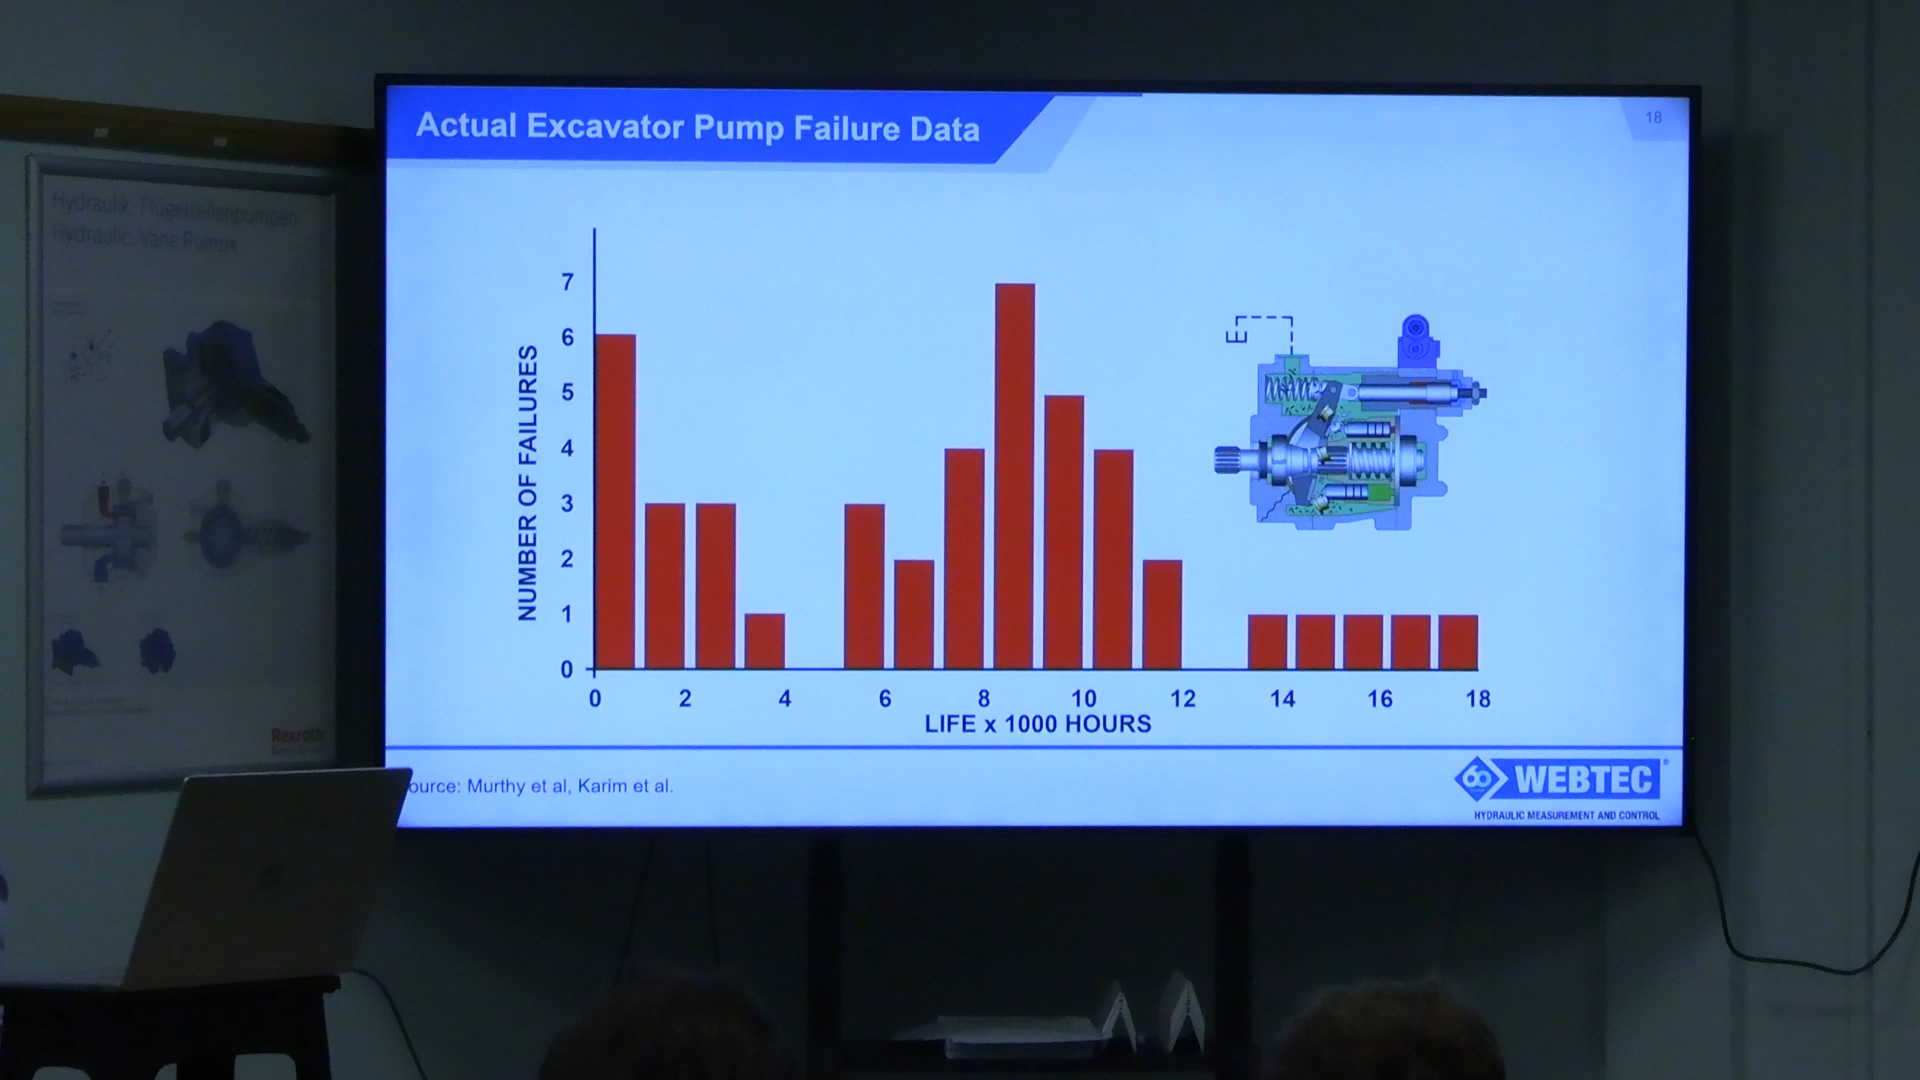 Actual Excavator Pump Failure Data
18
Hydraulik: Flügelzellenpumpen
Hydraulic: Vane Pumps
NUMBER OF FAILURES
7
6
5
4
3
2
1
0
0 2 4 6 8 10 12 14 16 18
LIFE x 1000 HOURS
Rexroth
ource: Murthy et al, Karim et al.
60 WEBTEC
HYDRAULIC MEASUREMENT AND CONTROL